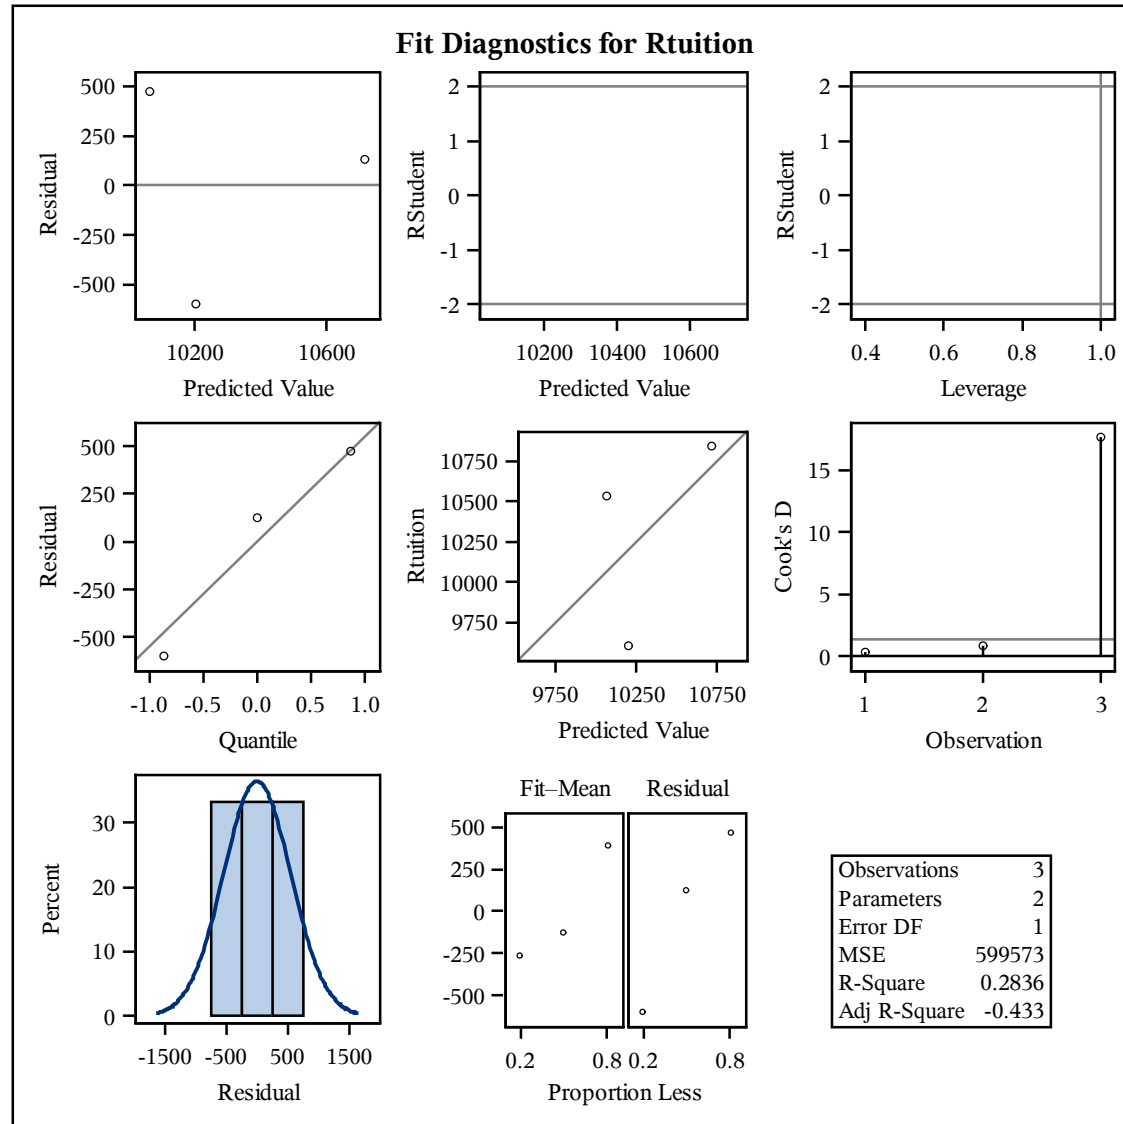 Fit Diagnostics for Rtuition
500
250
0
-250
-500
Residual
10200 10600
Predicted Value
2
1
0
-1
-2
RStudent
10200 10400 10600
Predicted Value
2
1
0
-1
-2
RStudent
0.4 0.6 0.8 1.0
Leverage
500
250
0
-250
-500
Residual
-1.0 -0.5 0.0 0.5 1.0
Quantile
10750
10500
10250
10000
9750
Rtuition
9750 10250 10750
Predicted Value
15
10
5
0
Cook's D
1 2 3
Observation
30
20
10
0
Percent
-1500 -500 500 1500
Residual
Fit–Mean Residual
500
250
0
-250
-500
0.2 0.8 0.2 0.8
Proportion Less
Observations 3
Parameters 2
Error DF 1
MSE 599573
R-Square 0.2836
Adj R-Square -0.433